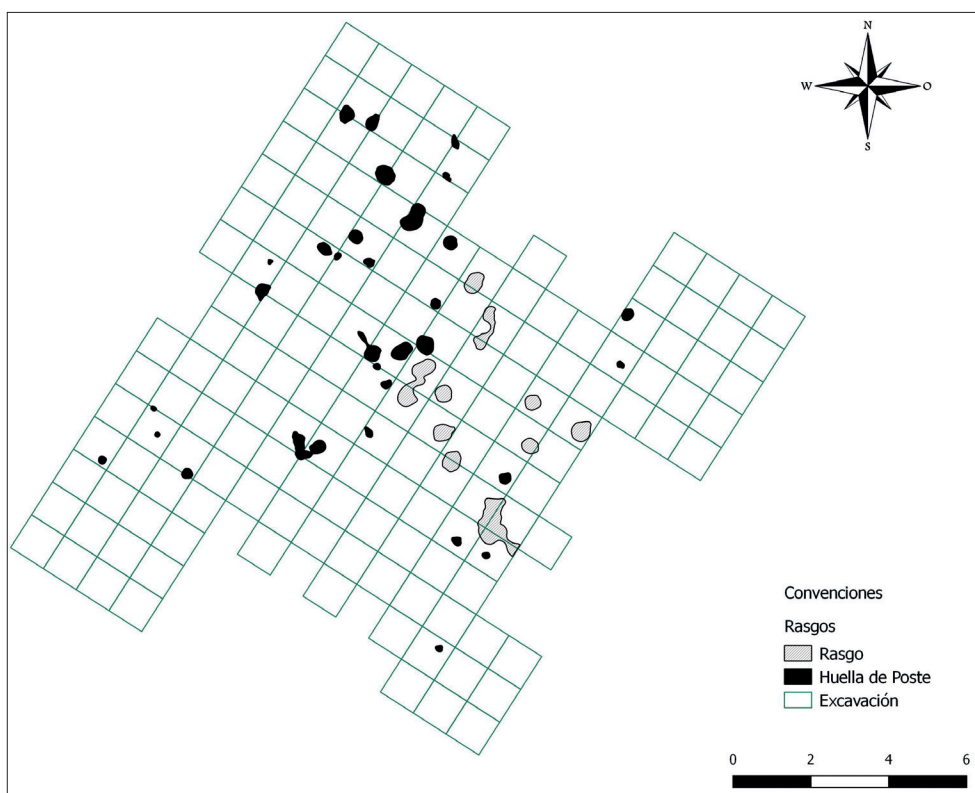 N
W O
S
Convenciones
Rasgos
Rasgo
Huella de Poste
Excavación
0 2 4 6